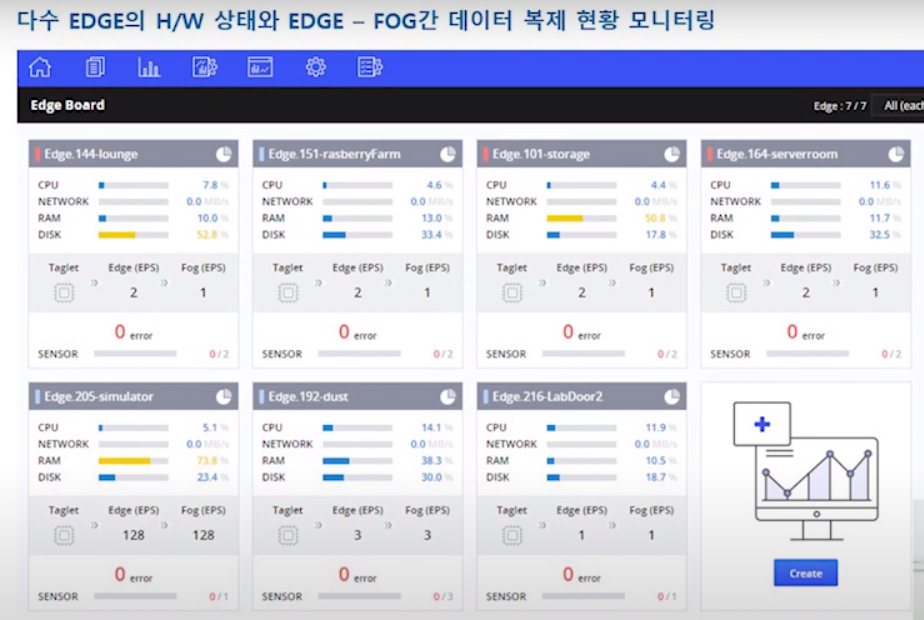 다수 EDGE의 H/W 상태와 EDGE – FOG간 데이터 복제 현황 모니터링
Edge Board
Edge : 7 / 7
All (each
Edge.144-lounge
CPU 7.8 %
NETWORK 0.0 MB/s
RAM 10.0 %
DISK 52.8 %
Taglet Edge (EPS) Fog (EPS)
2 1
0 error
SENSOR 0 / 2
Edge.151-rasberryFarm
CPU 4.6 %
NETWORK 0.0 MB/s
RAM 13.0 %
DISK 33.4 %
Taglet Edge (EPS) Fog (EPS)
2 1
0 error
SENSOR 0 / 2
Edge.101-storage
CPU 4.4 %
NETWORK 0.0 MB/s
RAM 50.8 %
DISK 17.8 %
Taglet Edge (EPS) Fog (EPS)
2 1
0 error
SENSOR 0 / 2
Edge.164-serverroom
CPU 11.6 %
NETWORK 0.0 MB/s
RAM 11.7 %
DISK 32.5 %
Taglet Edge (EPS) Fog (EPS)
2 1
0 error
SENSOR 0 / 2
Edge.205-simulator
CPU 5.1 %
NETWORK 0.0 MB/s
RAM 73.8 %
DISK 23.4 %
Taglet Edge (EPS) Fog (EPS)
128 128
0 error
SENSOR 0 / 1
Edge.192-dust
CPU 14.1 %
NETWORK 0.0 MB/s
RAM 38.3 %
DISK 30.0 %
Taglet Edge (EPS) Fog (EPS)
3 3
0 error
SENSOR 0 / 3
Edge.216-LabDoor2
CPU 11.9 %
NETWORK 0.0 MB/s
RAM 10.5 %
DISK 18.7 %
Taglet Edge (EPS) Fog (EPS)
1 1
0 error
SENSOR 0 / 1
Create